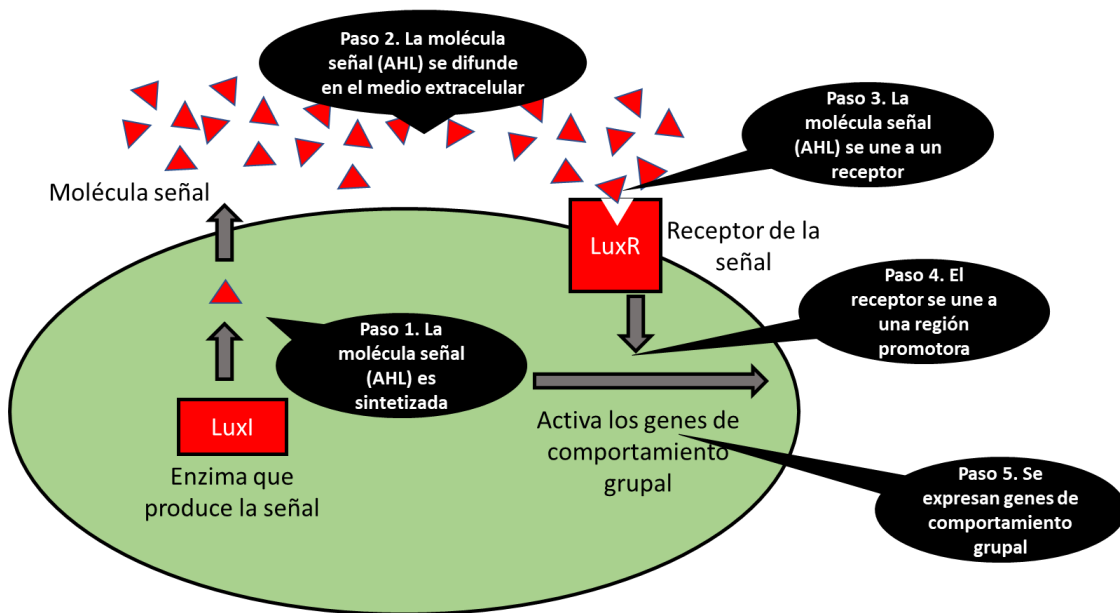 Paso 2. La molécula
señal (AHL) se difunde
en el medio extracelular
Paso 3. La
molécula señal
(AHL) se une a un
receptor
Molécula señal
LuxR
Receptor de la
señal
Paso 4. El
receptor se une a
una región
promotora
Paso 1. La
molécula señal
(AHL) es
sintetizada
LuxI
Enzima que
produce la señal
Activa los genes de
comportamiento
grupal
Paso 5. Se
expresan genes de
comportamiento
grupal